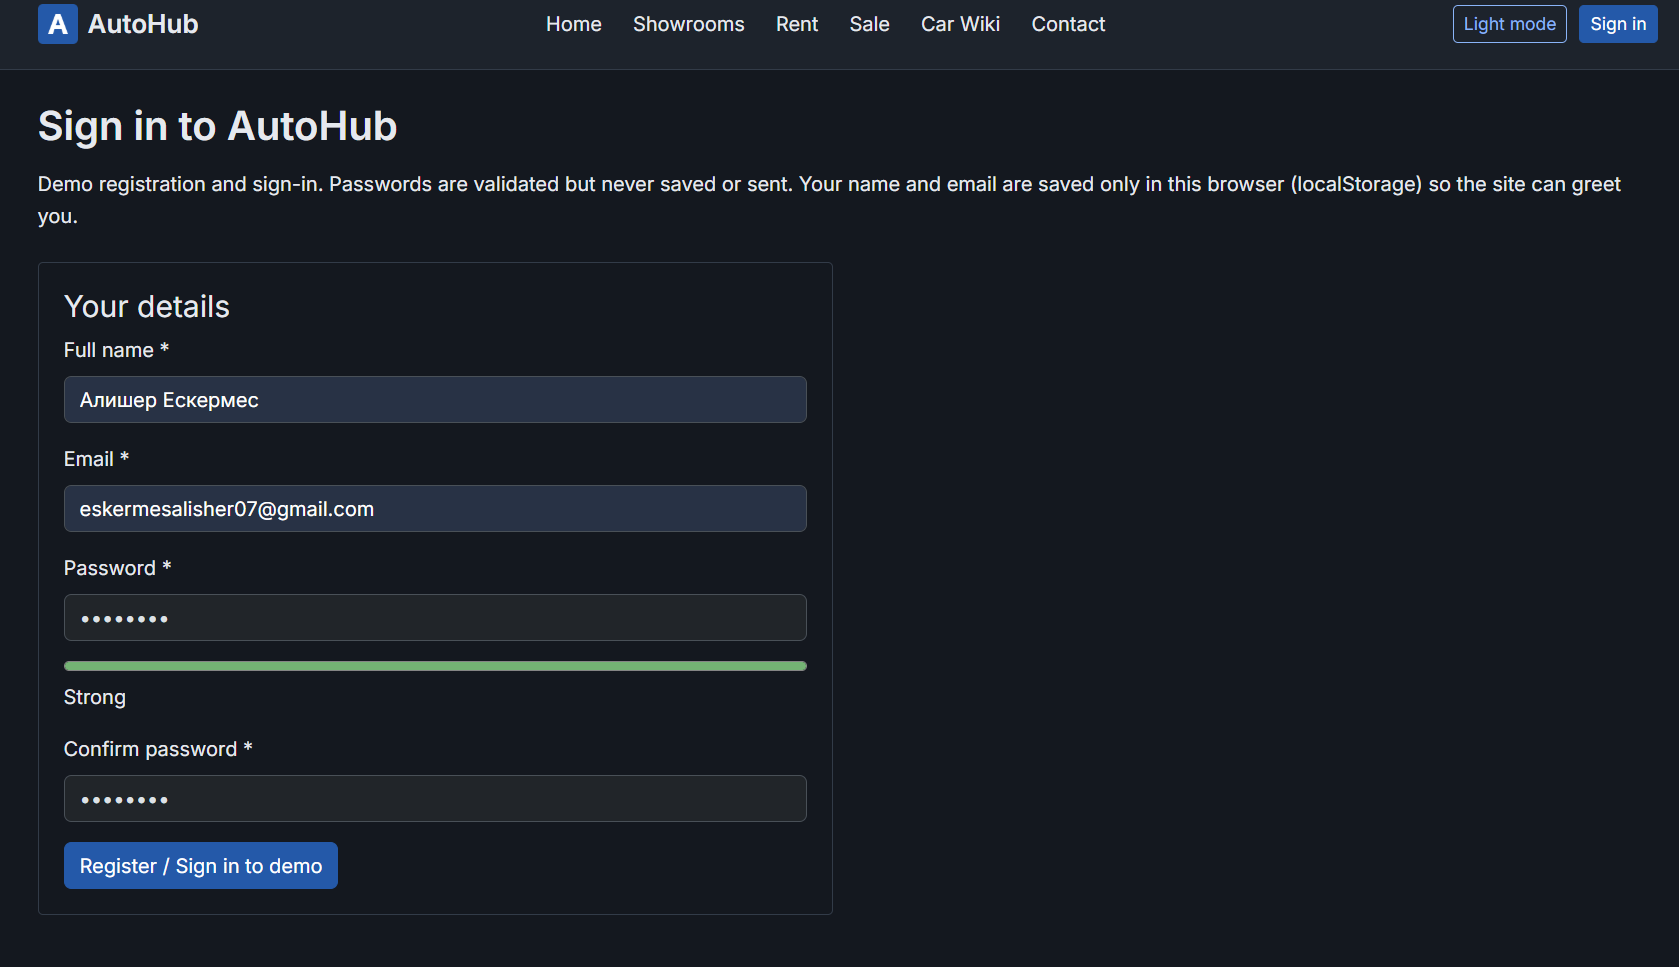 A AutoHub
Home Showrooms Rent Sale Car Wiki Contact
Light mode Sign in
Sign in to AutoHub
Demo registration and sign-in. Passwords are validated but never saved or sent. Your name and email are saved only in this browser (localStorage) so the site can greet
you.
Your details
Full name *
Алишер Ескермес
Email *
eskermesalisher07@gmail.com
Password *
••••••••
Strong
Confirm password *
••••••••
Register / Sign in to demo